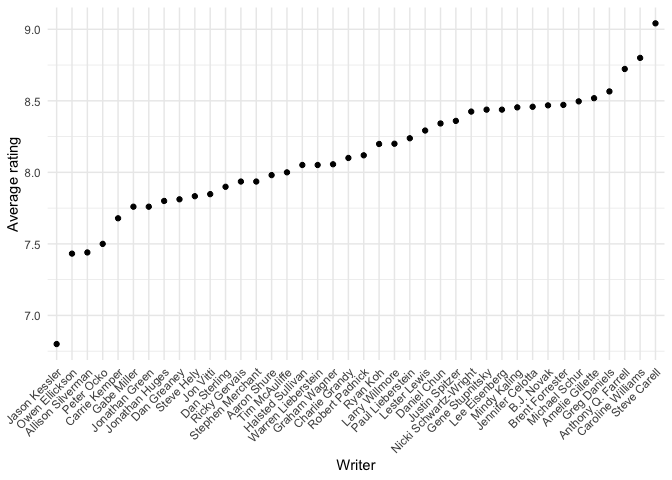 9.0
8.5
8.0
7.5
7.0
Average rating
Jason Kessler
Owen Ellickson
Allison Silverman
Peter Ocko
Carrie Kemper
Gabe Miller
Jonathan Green
Jonathan Huges
Dan Greaney
Steve Hely
Jon Vitti
Dan Sterling
Ricky Gervais
Stephen Merchant
Aaron Shure
Tim McAuliffe
Halsted Sullivan
Warren Lieberstein
Graham Wagner
Charlie Grandy
Robert Padnick
Ryan Koh
Larry Willmore
Paul Lieberstein
Lester Lewis
Daniel Chun
Justin Spitzer
Nicki Schwartz-Wright
Gene Stupnitsky
Lee Eisenberg
Mindy Kaling
Jennifer Celotta
B.J. Novak
Brent Forrester
Michael Schur
Amelie Gillette
Greg Daniels
Anthony Q. Farrell
Caroline Williams
Steve Carell
Writer